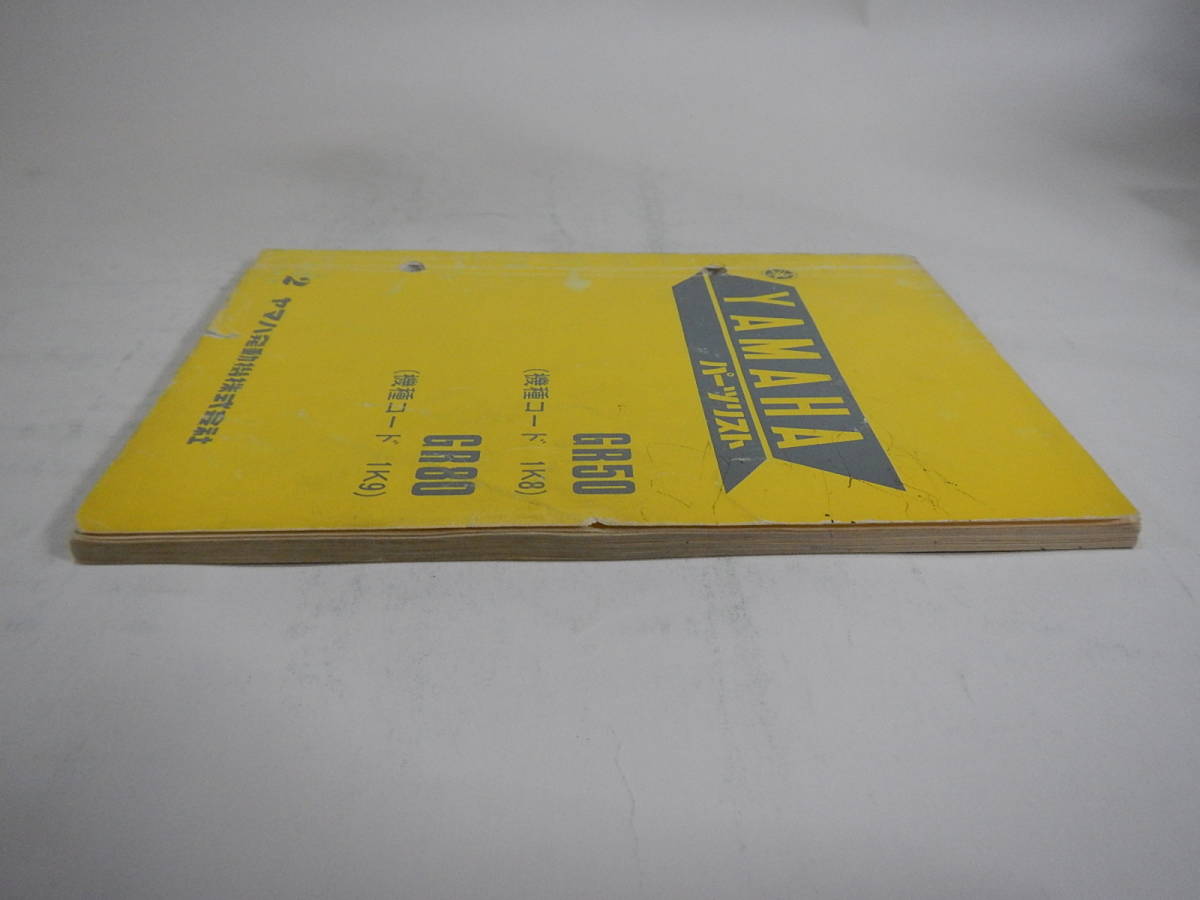 YAMAHA
パーツリスト
GR50
(機種コード 1K8)
GR80
(機種コード 1K9)
2 ヤマハ発動機株式会社